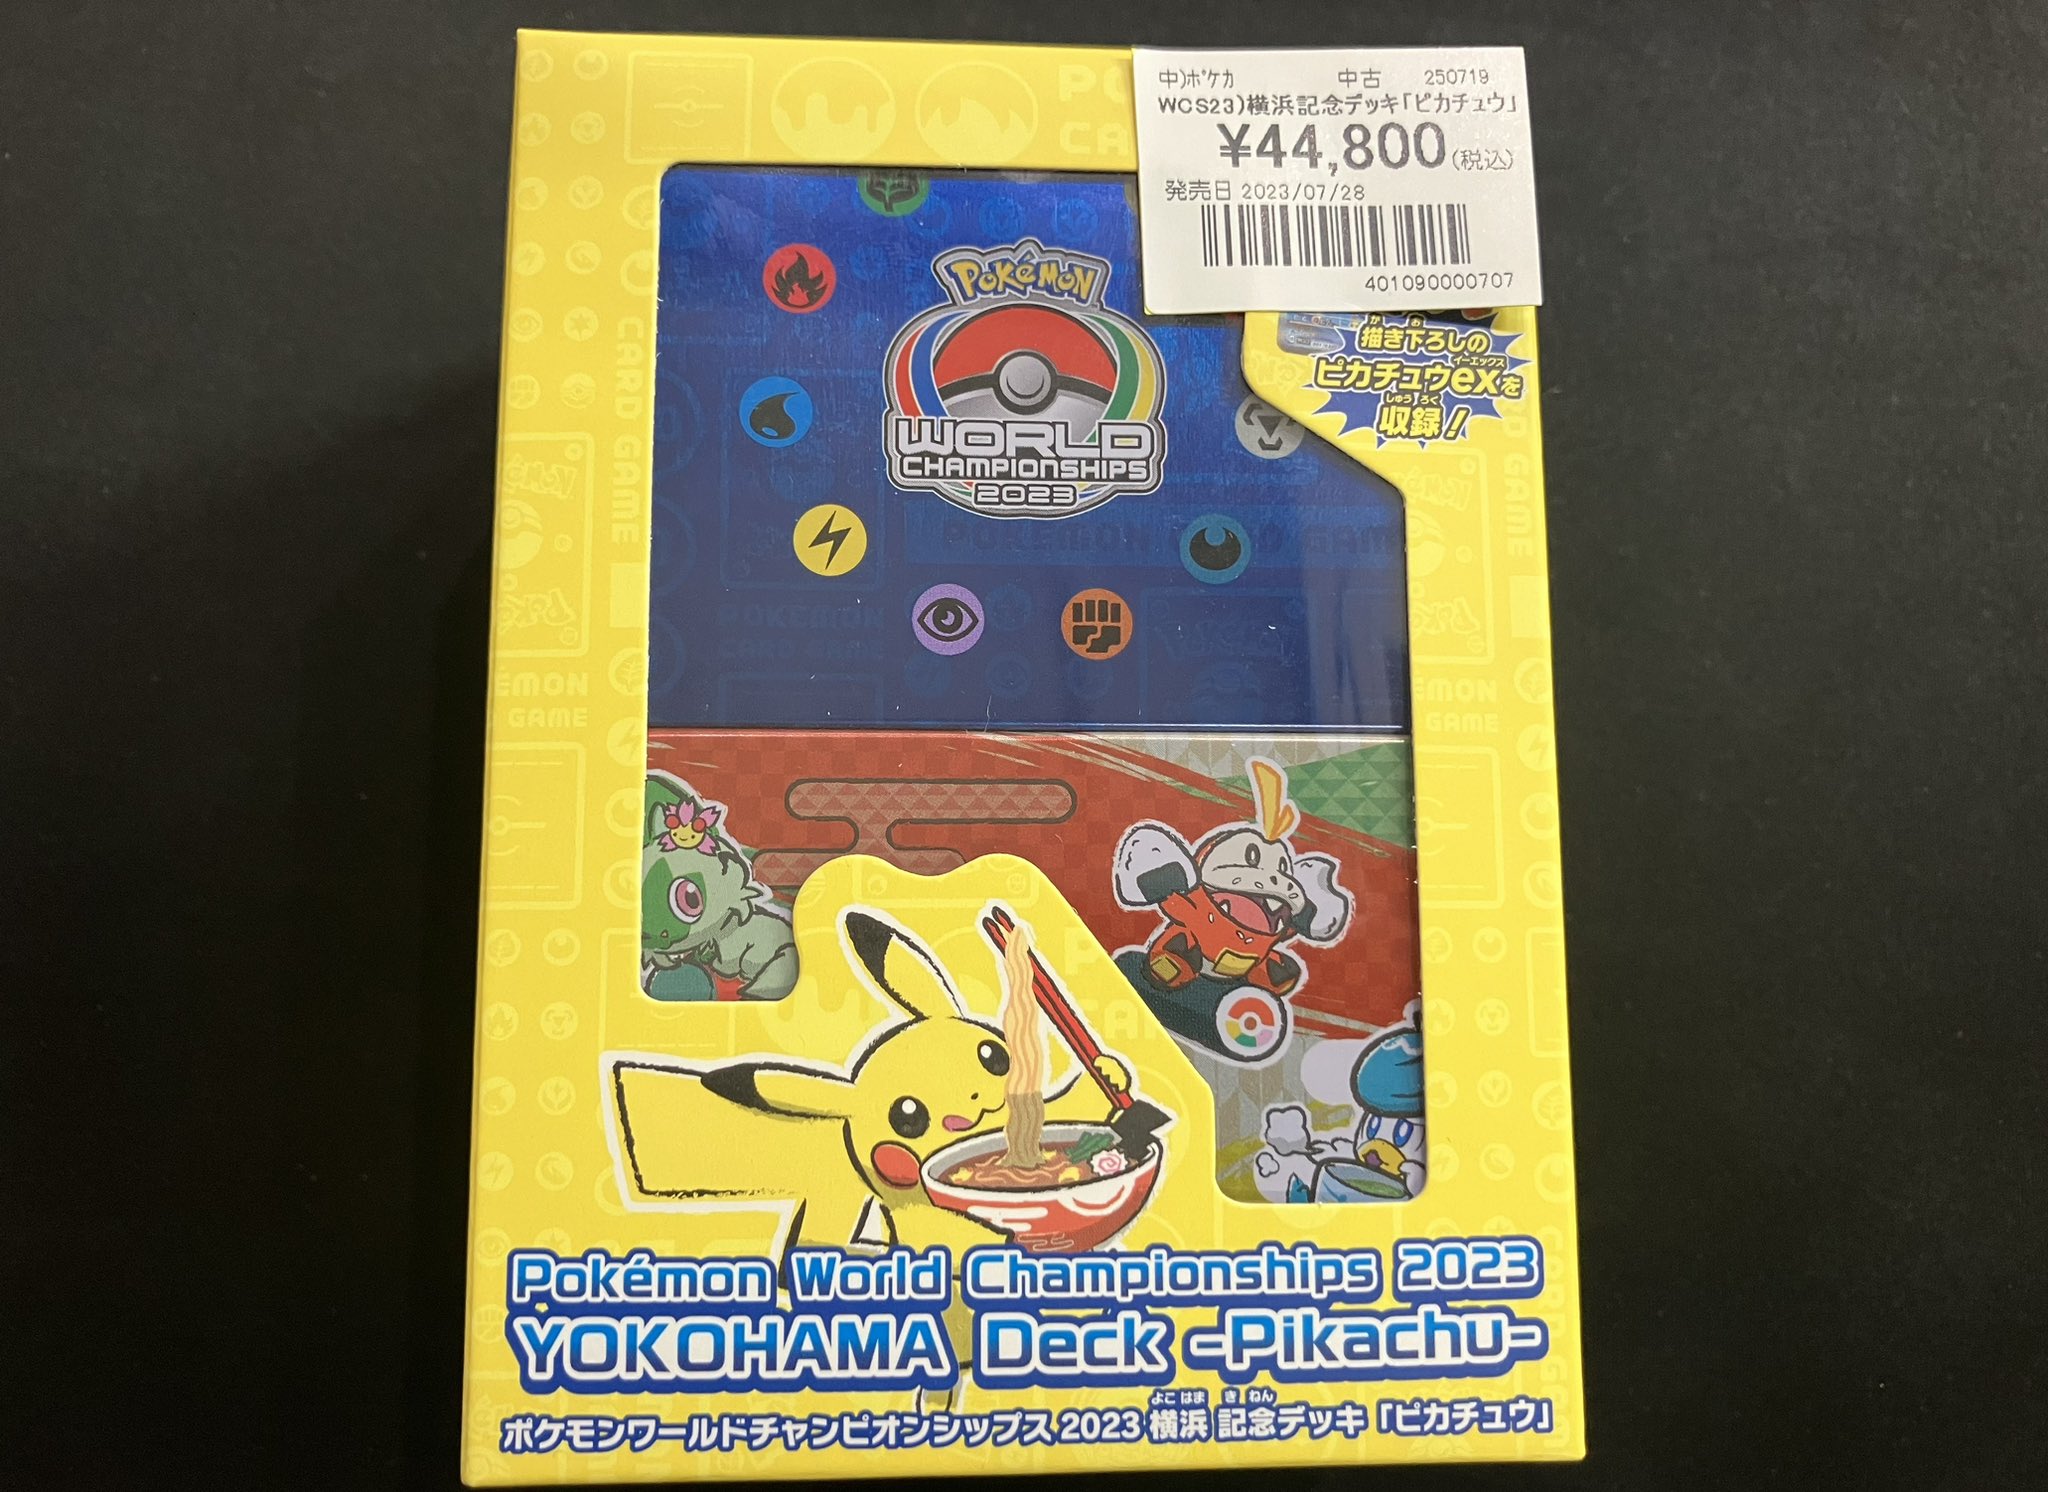 中)ポケカ 中古 250719
WCS23)横浜記念デッキ「ピカチュウ」
¥44,800(税込)
発売日 2023/07/28
401090000707
描き下ろしの
ピカチュウexを
収録!
Pokémon
WORLD
CHAMPIONSHIPS
2023
POKÉMON CARD GAME
Pokémon World Championships 2023
YOKOHAMA Deck -Pikachu-
ポケモンワールドチャンピオンシップス2023 横浜 記念デッキ「ピカチュウ」